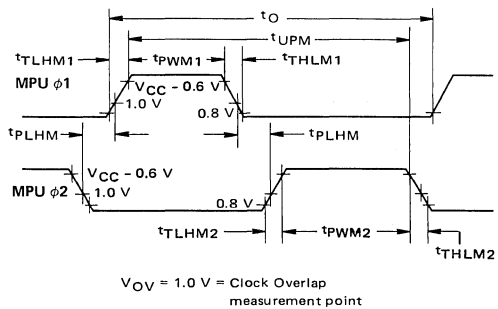 tO
tUPM
tTLHM1 tPWM1 tTHLM1
MPU ϕ1
VCC − 0.6 V
1.0 V
0.8 V
tPLHM tPLHM
VCC − 0.6 V
MPU ϕ2
1.0 V
0.8 V
tTLHM2 tPWM2
tTHLM2
VOV = 1.0 V = Clock Overlap
measurement point